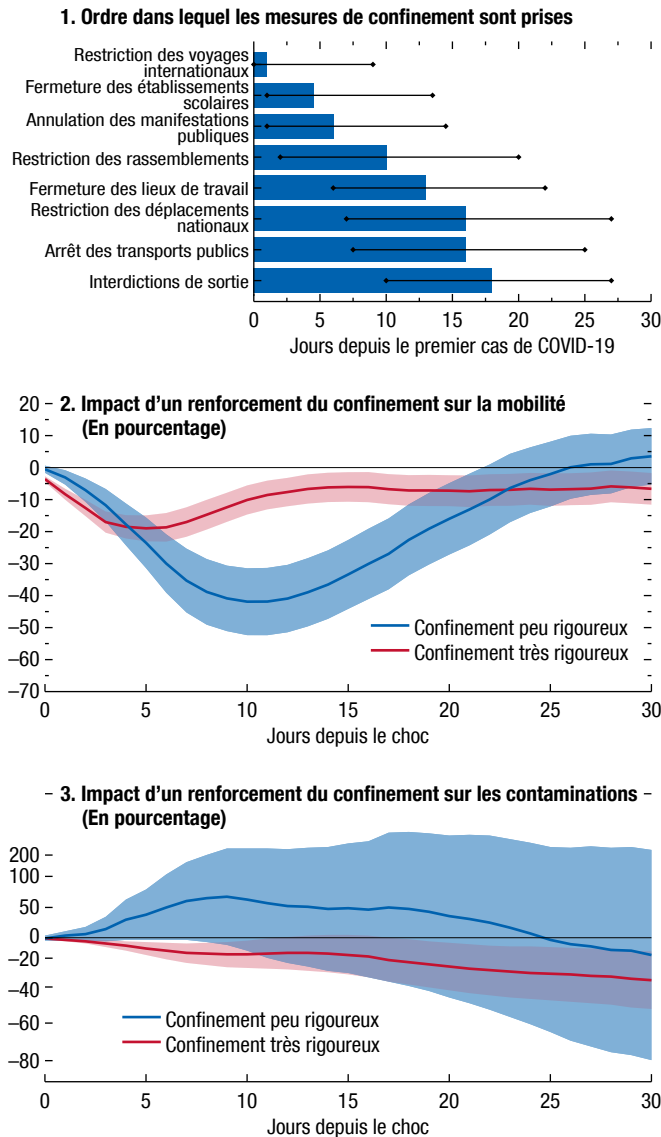 1. Ordre dans lequel les mesures de confinement sont prises
Restriction des voyages
internationaux
Fermeture des établissements
scolaires
Annulation des manifestations
publiques
Restriction des rassemblements
Fermeture des lieux de travail
Restriction des déplacements
nationaux
Arrêt des transports publics
Interdictions de sortie
0 5 10 15 20 25 30
Jours depuis le premier cas de COVID-19
2. Impact d'un renforcement du confinement sur la mobilité
(En pourcentage)
20
10
0
–10
–20
–30
–40
–50
–60
–70
Confinement peu rigoureux
Confinement très rigoureux
0 5 10 15 20 25 30
Jours depuis le choc
3. Impact d'un renforcement du confinement sur les contaminations
(En pourcentage)
200
100
50
0
–20
–40
–60
–80
Confinement peu rigoureux
Confinement très rigoureux
0 5 10 15 20 25 30
Jours depuis le choc